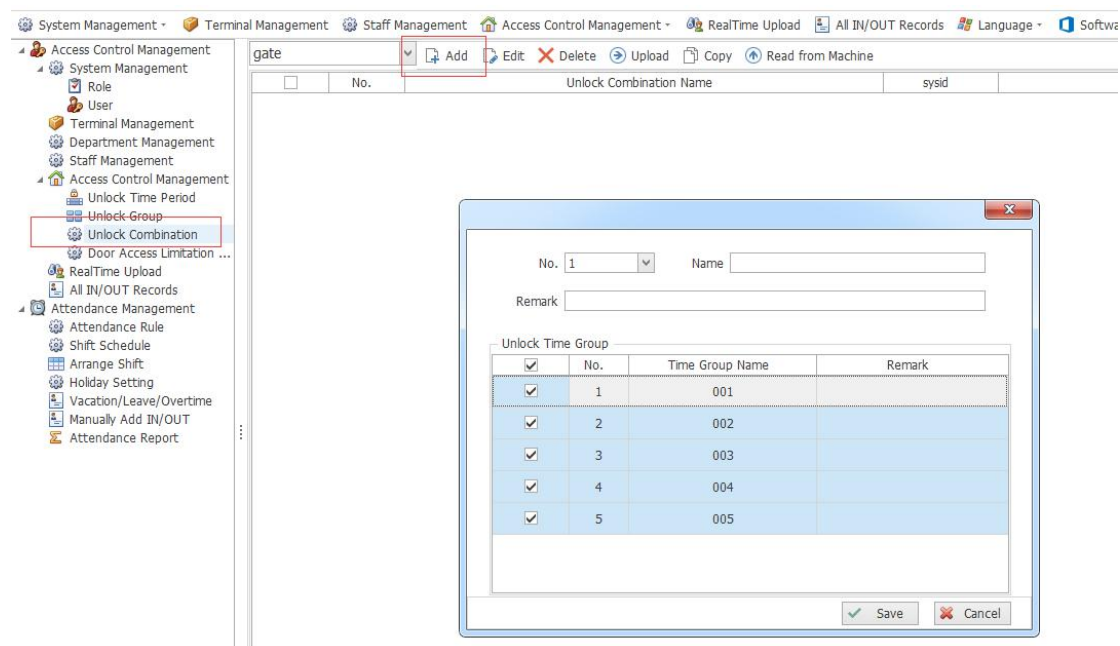 System Management Terminal Management Staff Management Access Control Management RealTime Upload All IN/OUT Records Language Softwa
Access Control Management
System Management
Role
User
Terminal Management
Department Management
Staff Management
Access Control Management
Unlock Time Period
Unlock Group
Unlock Combination
Door Access Limitation ...
RealTime Upload
All IN/OUT Records
Attendance Management
Attendance Rule
Shift Schedule
Arrange Shift
Holiday Setting
Vacation/Leave/Overtime
Manually Add IN/OUT
Attendance Report
gate Add Edit Delete Upload Copy Read from Machine
No. Unlock Combination Name sysid
No. 1 Name
Remark
Unlock Time Group
No. Time Group Name Remark
1 001
2 002
3 003
4 004
5 005
Save Cancel